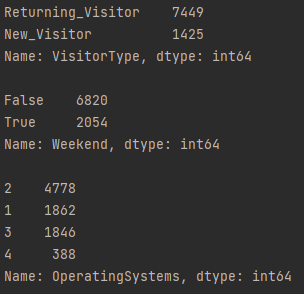 Returning_Visitor    7449
New_Visitor          1425
Name: VisitorType, dtype: int64
False    6820
True     2054
Name: Weekend, dtype: int64
2    4778
1    1862
3    1846
4     388
Name: OperatingSystems, dtype: int64